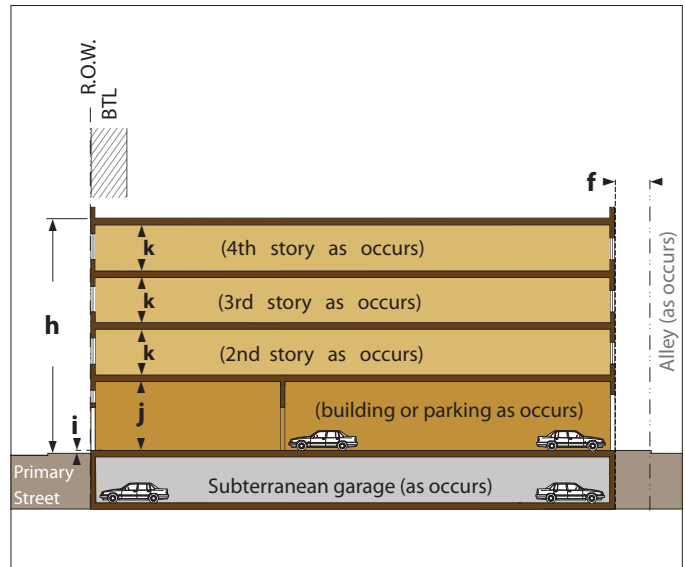 R.O.W.
BTL
f
h
k
(4th story as occurs)
k
(3rd story as occurs)
k
(2nd story as occurs)
Alley (as occurs)
j
(building or parking as occurs)
i
Primary
Street
Subterranean garage (as occurs)